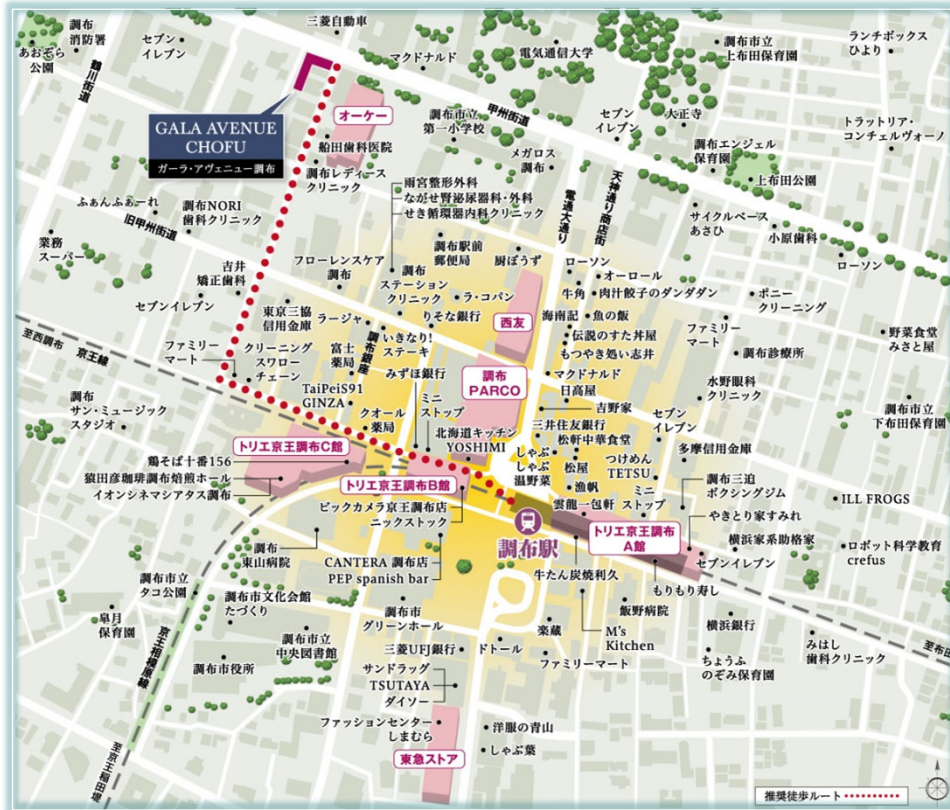 三菱自動車
調布
消防署
セブン
イレブン
あおぞら
公園
鶴川街道
マクドナルド
電気通信大学
調布市立
上布田保育園
ランチボックス
ひより
GALA AVENUE
CHOFU
ガーラ・アヴェニュー調布
オーケー
船田歯科医院
調布レディース
クリニック
調布市立
第一小学校
甲州街道
セブン
イレブン
大正寺
トラットリア・
コンチェルヴォーノ
メガロス
調布
調布エンジェル
保育園
上布田公園
雨宮整形外科
ながせ腎泌尿器科・外科
せき循環器内科クリニック
電通大通り
天神通り商店街
ふぁんふぁーれ
調布NORI
歯科クリニック
旧甲州街道
サイクルベース
あさひ
小原歯科
業務
スーパー
調布駅前
郵便局
厨ぼうず
ローソン
ローソン
吉井
矯正歯科
フローレンスケア
調布
調布
ステーション
クリニック
ラ・コパン
オーロール
牛角
肉汁餃子のダンダダン
ポニー
クリーニング
セブンイレブン
東京三協
信用金庫
ラージャ
りそな銀行
西友
海南記
魚の飯
至西調布
京王線
調布銀座
いきなり!
ステーキ
伝説のすた丼屋
もつやき処い志井
ファミリー
マート
野菜食堂
みさと屋
ファミリー
マート
クリーニング
スワロー
チェーン
富士
薬局
みずほ銀行
調布
PARCO
マクドナルド
調布診療所
TaiPeiS91
GINZA
ミニ
ストップ
日高屋
水野眼科
クリニック
調布
サン・ミュージック
スタジオ
クオール
薬局
吉野家
三井住友銀行
セブン
イレブン
調布市立
下布田保育園
北海道キッチン
YOSHIMI
松軒中華食堂
しゃぶ
しゃぶ
温野菜
多摩信用金庫
トリエ京王調布C館
松屋
つけめん
TETSU
鶏そば十番156
猿田彦珈琲調布焙煎ホール
イオンシネマシアタス調布
トリエ京王調布B館
漁帆
ミニ
ストップ
調布三迫
ボクシングジム
ILL FROGS
ビックカメラ京王調布店
ニックストック
雲龍一包軒
トリエ京王調布
A館
やきとり家すみれ
調布駅
横浜家系助格家
ロボット科学教育
crefus
調布
東山病院
CANTERA 調布店
PEP spanish bar
牛たん炭焼利久
セブンイレブン
もりもり寿し
調布市立
タコ公園
皐月
保育園
調布市文化会館
たづくり
調布市
グリーンホール
飯野病院
横浜銀行
京王相模原線
調布市立
中央図書館
楽蔵
M's
Kitchen
みはし
歯科クリニック
至布田
調布市役所
三菱UFJ銀行
ドトール
ファミリーマート
ちょうふ
のぞみ保育園
サンドラッグ
TSUTAYA
ダイソー
ファッションセンター
しまむら
洋服の青山
東急ストア
しゃぶ葉
至京王稲田堤
推奨徒歩ルート